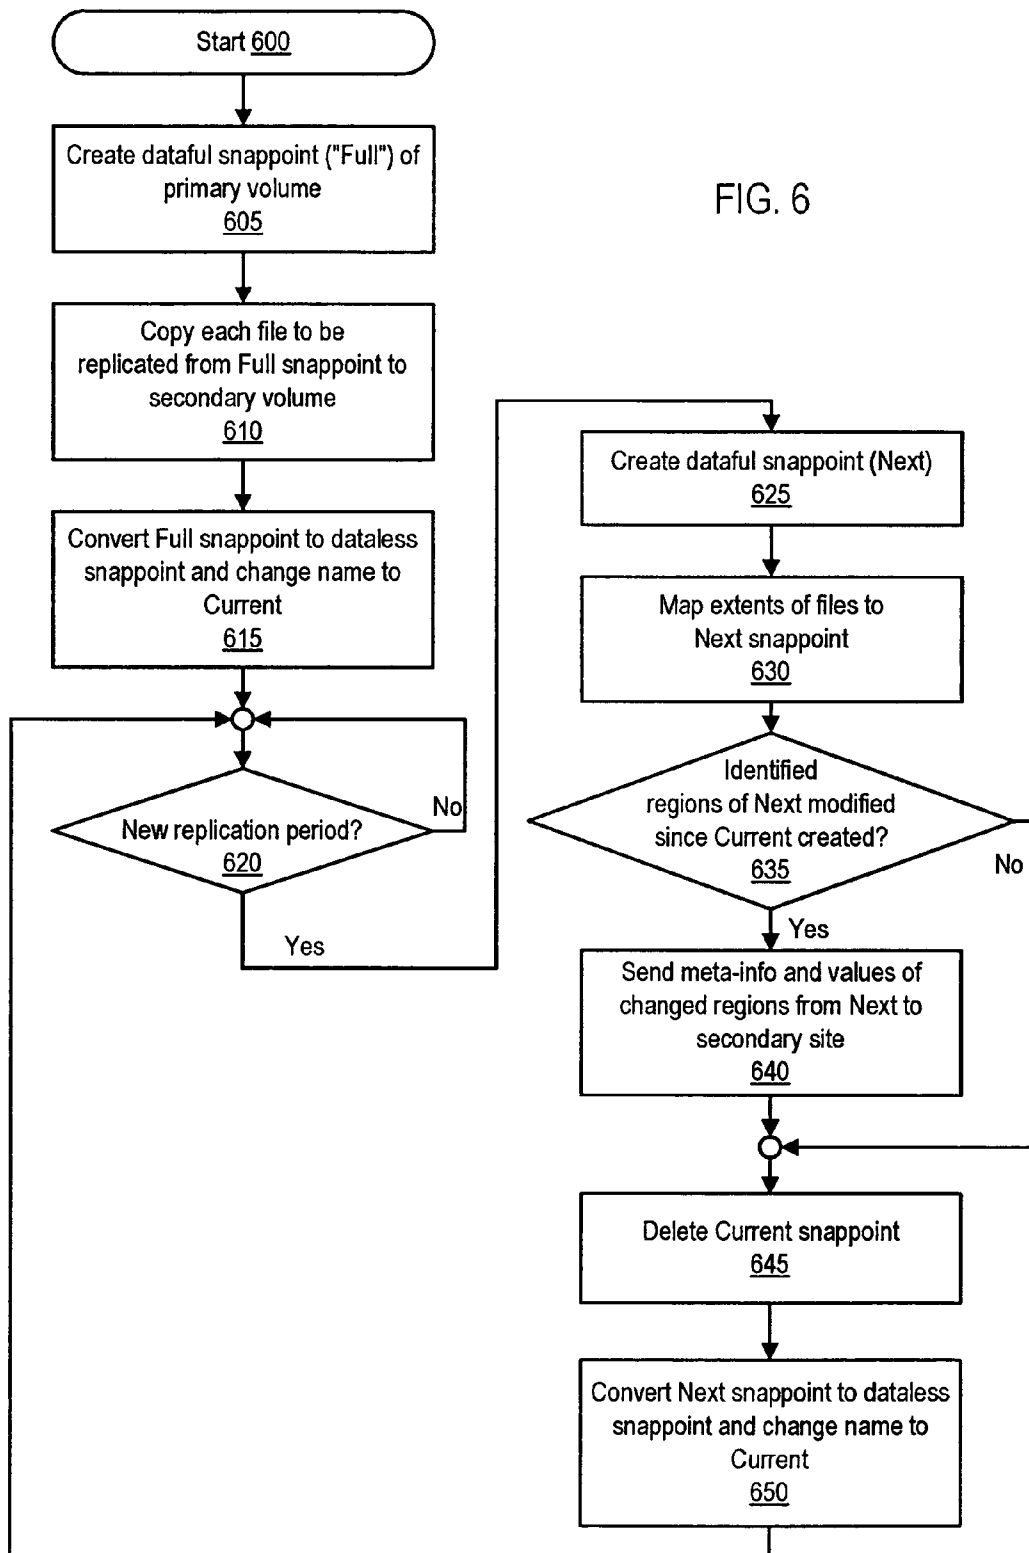 Start 600
Create dataful snappoint ("Full") of
primary volume
605
FIG. 6
Copy each file to be
replicated from Full snappoint to
secondary volume
610
Convert Full snappoint to dataless
snappoint and change name to
Current
615
New replication period?
620
No
Yes
Create dataful snappoint (Next)
625
Map extents of files to
Next snappoint
630
Identified
regions of Next modified
since Current created?
635
No
Yes
Send meta-info and values of
changed regions from Next to
secondary site
640
Delete Current snappoint
645
Convert Next snappoint to dataless
snappoint and change name to
Current
650